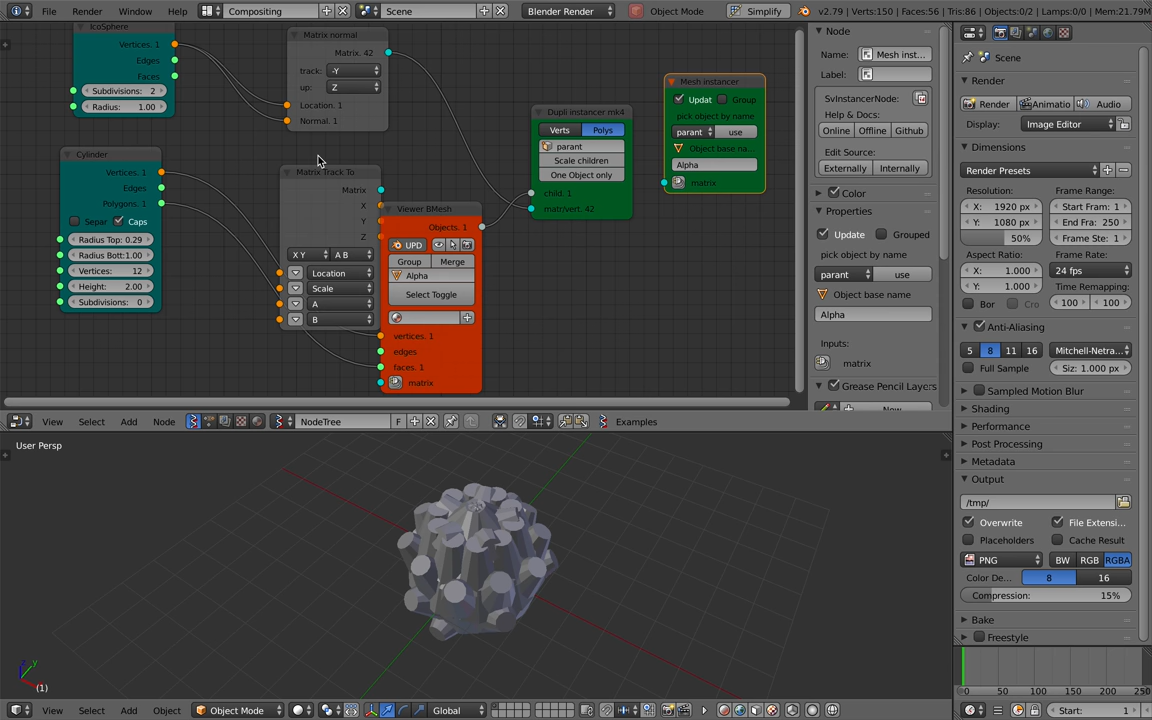 File Render Window Help Compositing Scene Blender Render Object Mode Simplify v2.79 | Verts:150 | Faces:56 | Tris:86 | Objects:0/2 | Lamps:0/0 | Mem:21.79M
IcoSphere
Vertices. 1
Edges
Faces
Subdivisions: 2
Radius: 1.00
Matrix normal
Matrix. 42
track: -Y
up: Z
Location. 1
Normal. 1
Cylinder
Vertices. 1
Edges
Polygons. 1
Separ Caps
Radius Top: 0.29
Radius Bott:1.00
Vertices: 12
Height: 2.00
Subdivisions: 0
Matrix Track To
Matrix
X
Y
Z
X Y A B
Location
Scale
A
B
Viewer BMesh
Objects. 1
UPD
Group Merge
Alpha
Select Toggle
vertices. 1
edges
faces. 1
matrix
Dupli instancer mk4
Verts Polys
parant
Scale children
One Object only
child. 1
matr/vert. 42
Mesh instancer
Updat Group
pick object by name
parant use
Object base na...
Alpha
matrix
Node
Name: Mesh inst...
Label:
SvInstancerNode:
Help & Docs:
Online Offline Github
Edit Source:
Externally Internally
Color
Properties
Update Grouped
pick object by name
parant use
Object base name
Alpha
Inputs:
matrix
Grease Pencil Layers
New
View Select Add Node NodeTree F Examples
Scene
Render
Render Animatio Audio
Display: Image Editor
Dimensions
Render Presets
Resolution: Frame Range:
X: 1920 px Start Fram: 1
Y: 1080 px End Fra: 250
50% Frame Ste: 1
Aspect Ratio: Frame Rate:
X: 1.000 24 fps
Y: 1.000 Time Remapping:
Bor Cro 100 100
Anti-Aliasing
5 8 11 16 Mitchell-Netra...
Full Sample Siz: 1.000 px
Sampled Motion Blur
Shading
Performance
Post Processing
Metadata
Output
/tmp/
Overwrite File Extensi...
Placeholders Cache Result
PNG BW RGB RGBA
Color De... 8 16
Compression: 15%
Bake
Freestyle
User Persp
z y
(1)
View Select Add Object Object Mode Global
0 50 100 150 200 250
Start: 1